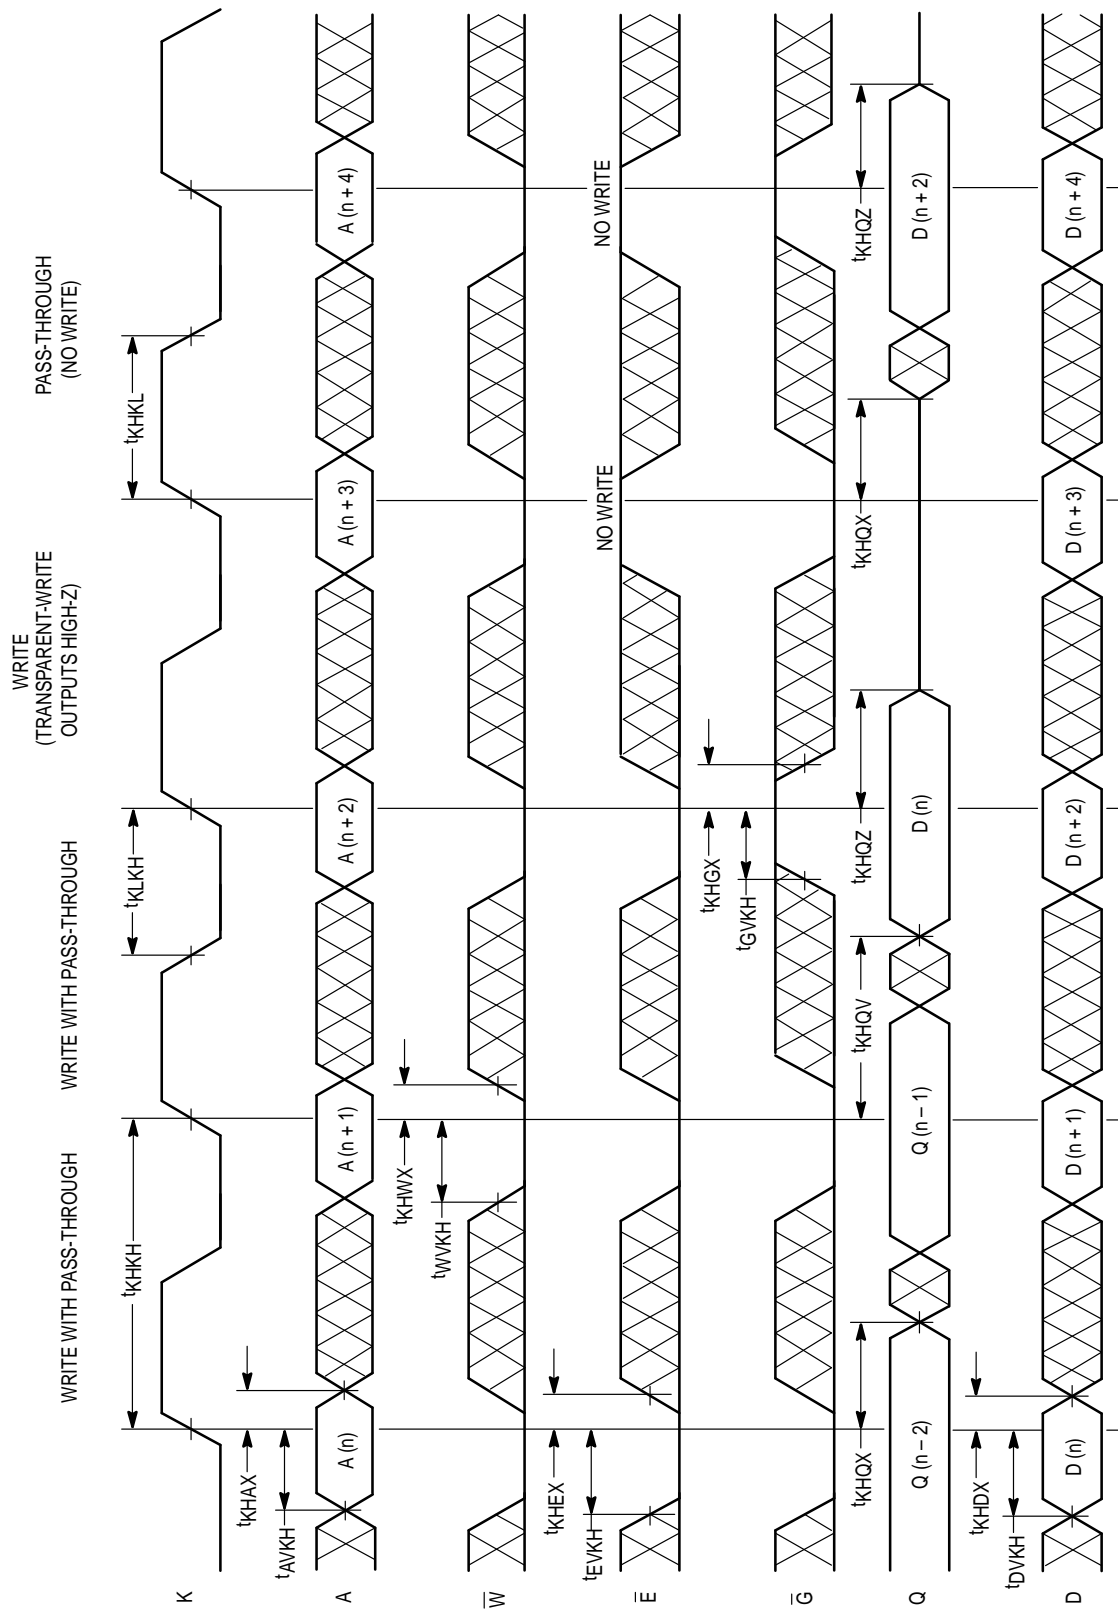 WRITE WITH PASS-THROUGH
WRITE WITH PASS-THROUGH
WRITE
(TRANSPARENT-WRITE
OUTPUTS HIGH-Z)
PASS-THROUGH
(NO WRITE)
K
tKHKH
tKLKH
tKHKL
tKHAX
tAVKH
A
A (n)
A (n + 1)
A (n + 2)
A (n + 3)
A (n + 4)
tKHWX
tWVKH
W
tKHEX
tEVKH
E
NO WRITE
NO WRITE
tKHGX
tGVKH
G
tKHQX
tKHQV
tKHQZ
tKHQX
tKHQZ
Q
Q (n – 2)
Q (n – 1)
D (n)
D (n + 2)
tKHDX
tDVKH
D
D (n)
D (n + 1)
D (n + 2)
D (n + 3)
D (n + 4)